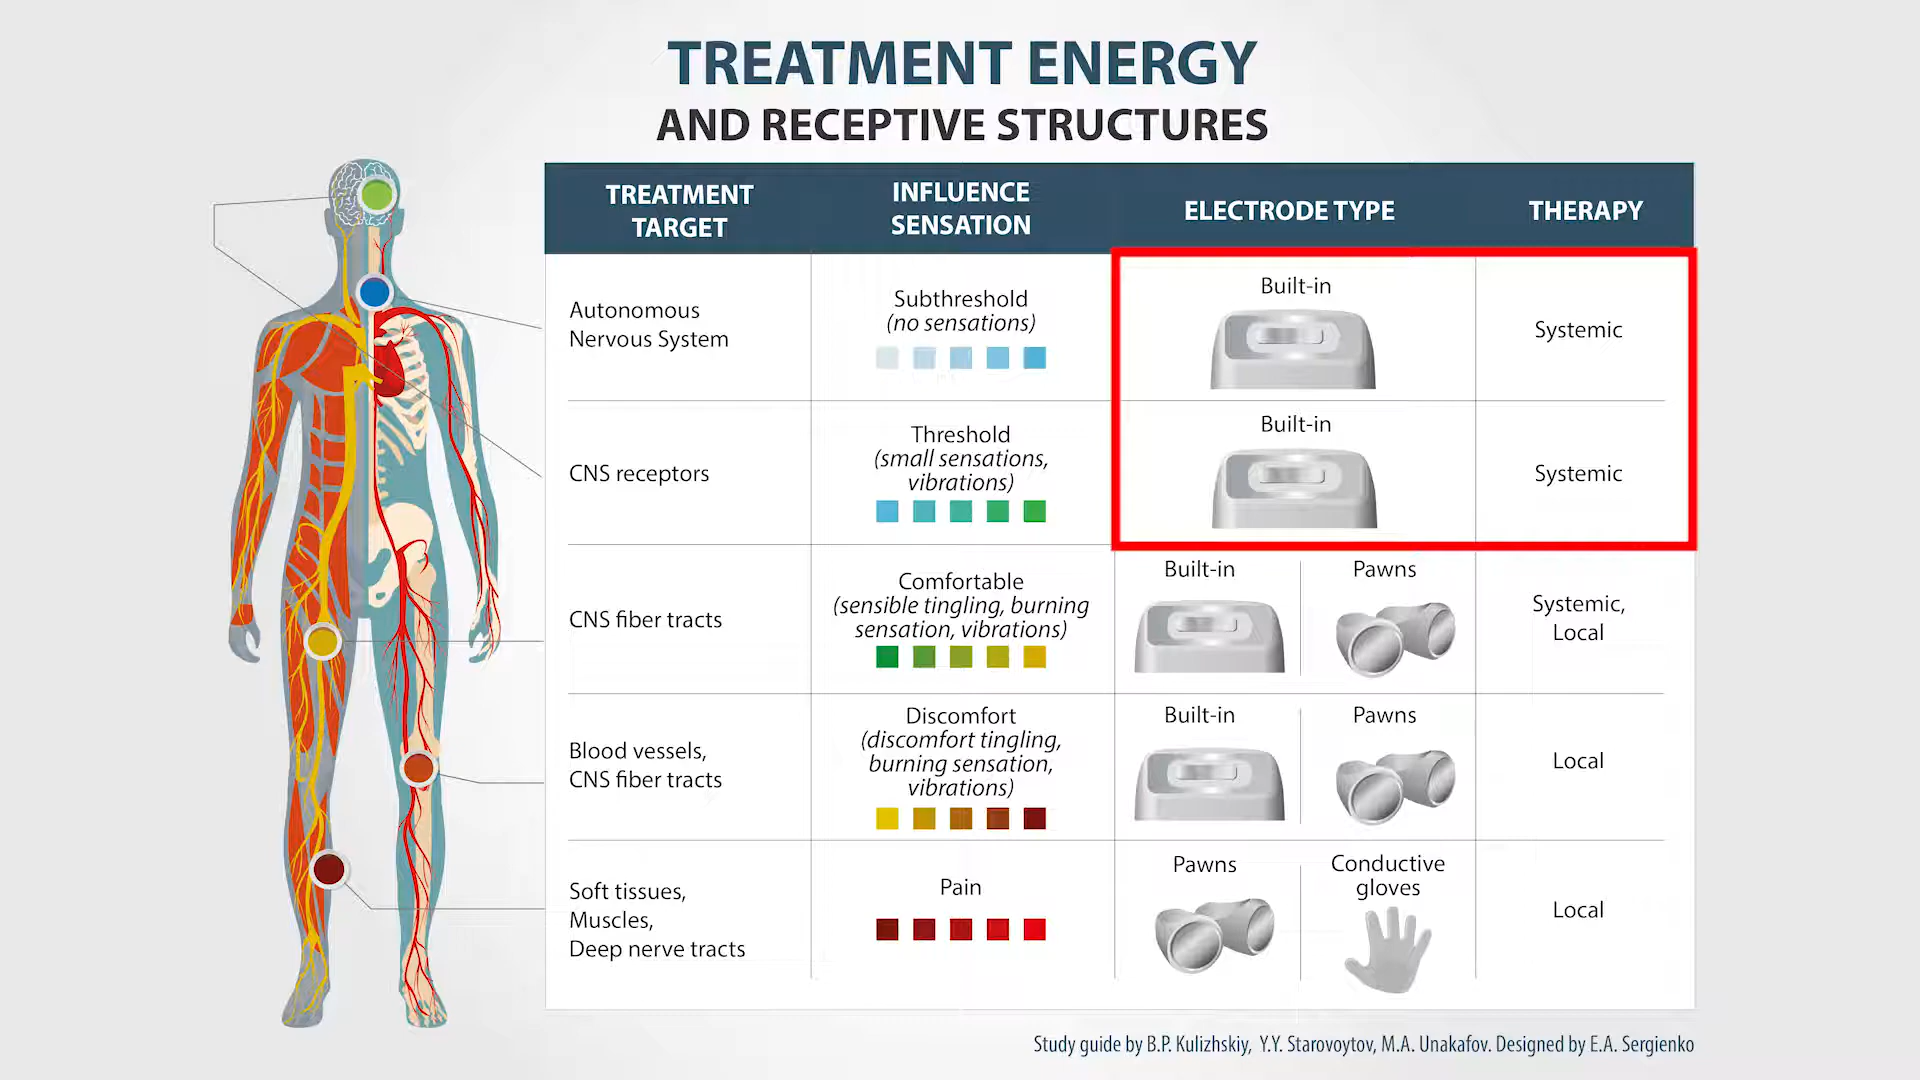 TREATMENT ENERGY
AND RECEPTIVE STRUCTURES
TREATMENT
TARGET
INFLUENCE
SENSATION
ELECTRODE TYPE
THERAPY
Autonomous
Nervous System
Subthreshold
(no sensations)
Built-in
Systemic
CNS receptors
Threshold
(small sensations,
vibrations)
Built-in
Systemic
CNS fiber tracts
Comfortable
(sensible tingling, burning
sensation, vibrations)
Built-in
Pawns
Systemic,
Local
Blood vessels,
CNS fiber tracts
Discomfort
(discomfort tingling,
burning sensation,
vibrations)
Built-in
Pawns
Local
Soft tissues,
Muscles,
Deep nerve tracts
Pain
Pawns
Conductive
gloves
Local
Study guide by B.P. Kulizhskiy, Y.Y. Starovoytov, M.A. Unakafov. Designed by E.A. Sergienko